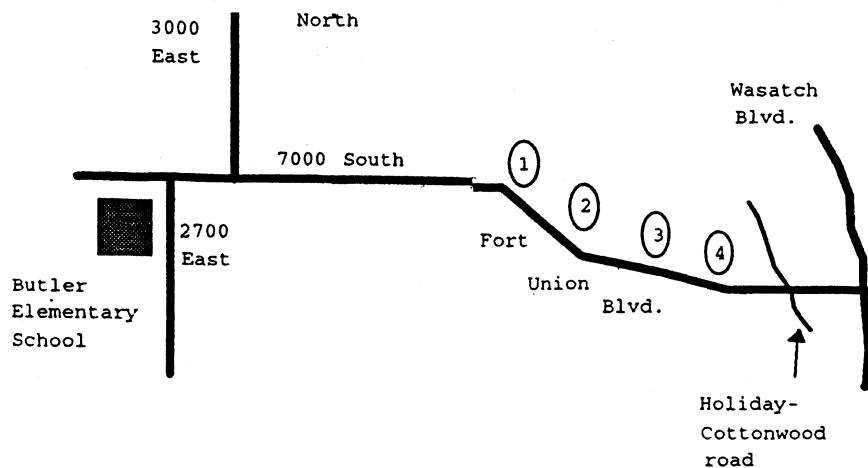 3000
East
North
Wasatch
Blvd.
7000 South
1
2
3
4
2700
East
Fort
Union
Blvd.
Butler
Elementary
School
Holiday-
Cottonwood
road